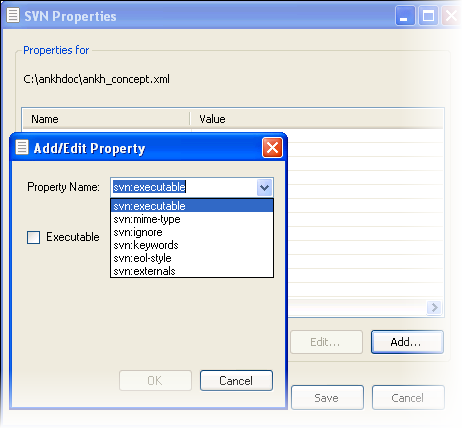 SVN Properties
Properties for
C:\ankhdoc\ankh_concept.xml
Name Value
Add/Edit Property
Property Name: svn:executable
svn:executable
svn:mime-type
svn:ignore
svn:keywords
svn:eol-style
svn:externals
Executable
Edit... Add...
OK Cancel
Save Cancel